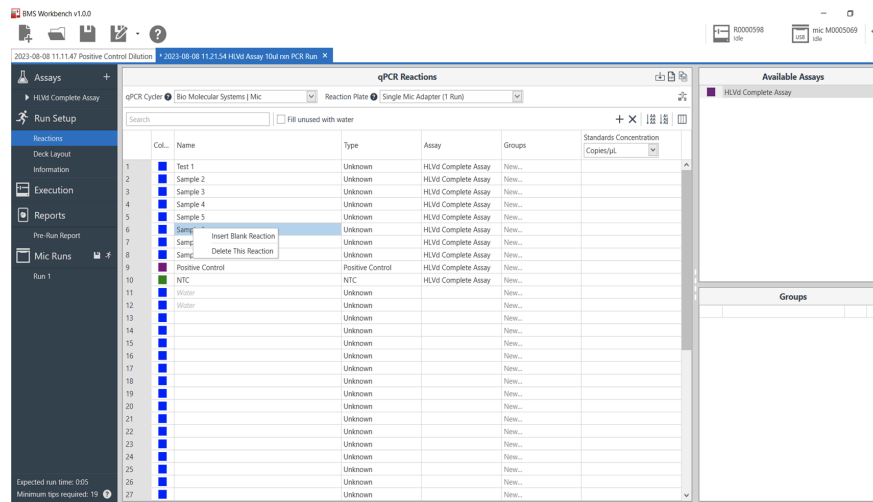 BMS Workbench v1.0.0
R0000598
Idle
USB
mic M0005069
Idle
2023-08-08 11.11.47 Positive Control Dilution
* 2023-08-08 11.21.54 HLVd Assay 10ul nm PCR Run ×
Assays +
HLVd Complete Assay
Run Setup
Reactions
Deck Layout
Information
Execution
Reports
Pre-Run Report
Mic Runs
Run 1
Expected run time: 0:05
Minimum tips required: 19
qPCR Reactions
qPCR Cycler Bio Molecular Systems | Mic Reaction Plate Single Mic Adapter (1 Run)
Search Fill unused with water
Col... Name Type Assay Groups Standards Concentration
Copies/µL
1 Test 1 Unknown HLVd Complete Assay New...
2 Sample 2 Unknown HLVd Complete Assay New...
3 Sample 3 Unknown HLVd Complete Assay New...
4 Sample 4 Unknown HLVd Complete Assay New...
5 Sample 5 Unknown HLVd Complete Assay New...
6 Unknown HLVd Complete Assay New...
Insert Blank Reaction
7 Samp Unknown HLVd Complete Assay New...
Delete This Reaction
8 Samp Unknown HLVd Complete Assay New...
9 Positive Control Positive Control HLVd Complete Assay New...
10 NTC NTC HLVd Complete Assay New...
11 Water Unknown New...
12 Water Unknown New...
13 Unknown New...
14 Unknown New...
15 Unknown New...
16 Unknown New...
17 Unknown New...
18 Unknown New...
19 Unknown New...
20 Unknown New...
21 Unknown New...
22 Unknown New...
23 Unknown New...
24 Unknown New...
25 Unknown New...
26 Unknown New...
27 Unknown New...
Available Assays
HLVd Complete Assay
Groups